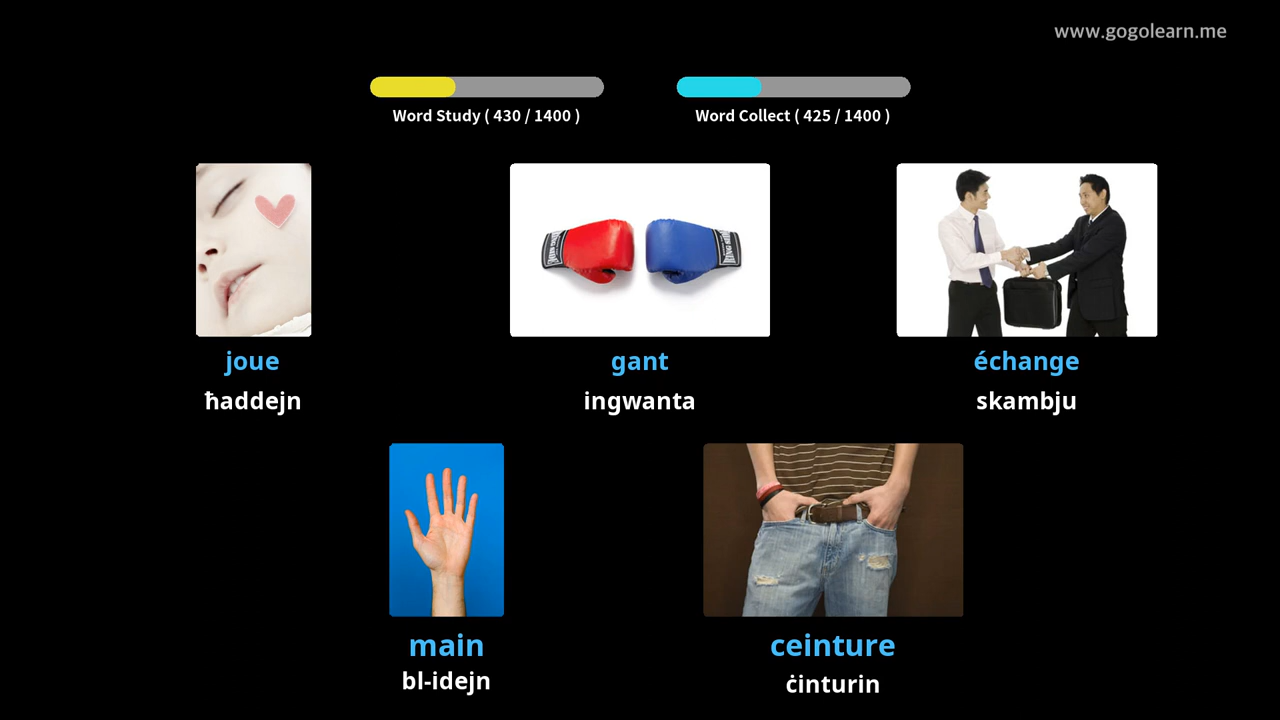 www.gogolearn.me
Word Study ( 430 / 1400 )
Word Collect ( 425 / 1400 )
joue
gant
échange
ħaddejn
ingwanta
skambju
main
ceinture
bl-idejn
ċinturin